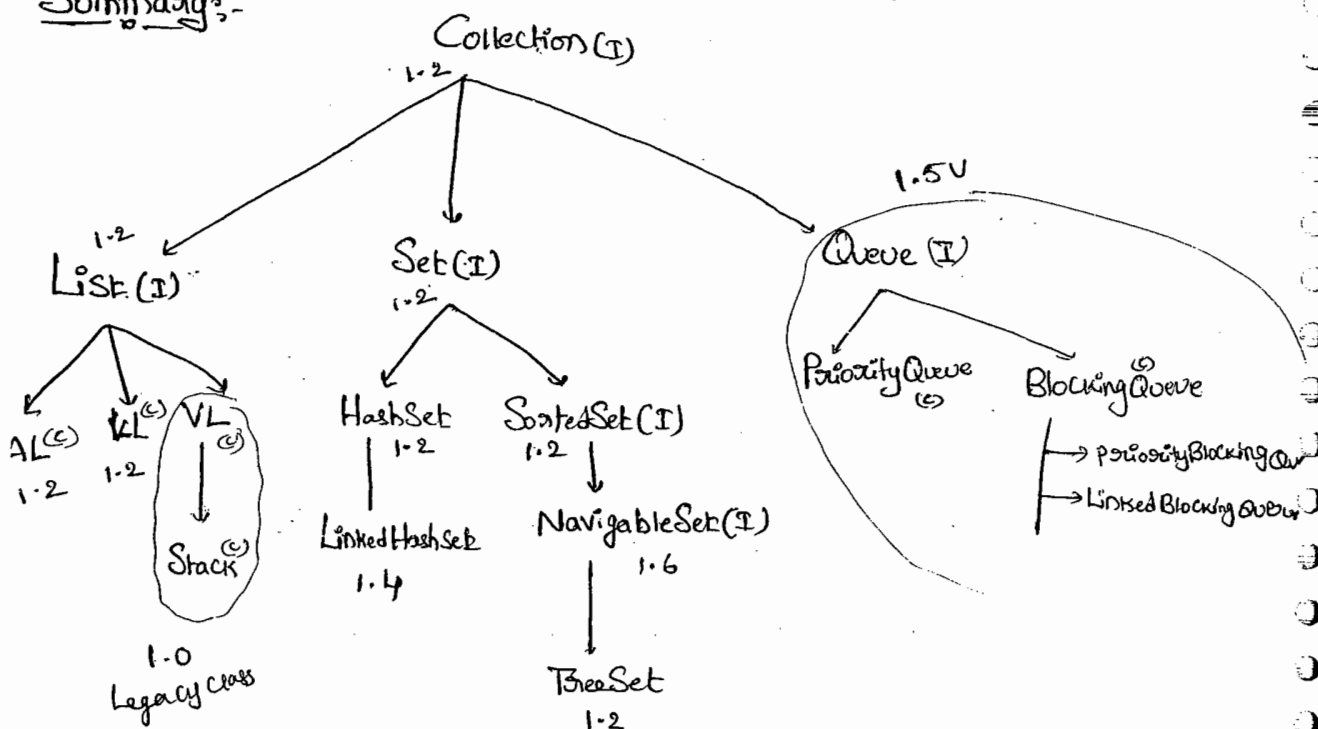 Summary:-
Collection (I)
1.2
1.5V
1.2
List (I)
Set (I)
1.2
Queue (I)
PriorityQueue
(c)
BlockingQueue (c)
AL (c)
1.2
LL (c)
1.2
VL
(c)
HashSet
1.2
SortedSet (I)
1.2
→ PriorityBlockingQu
→ LinkedBlockingQueu
Stack (c)
LinkedHashSet
1.4
NavigableSet (I)
1.6
1.0
Legacy class
TreeSet
1.2